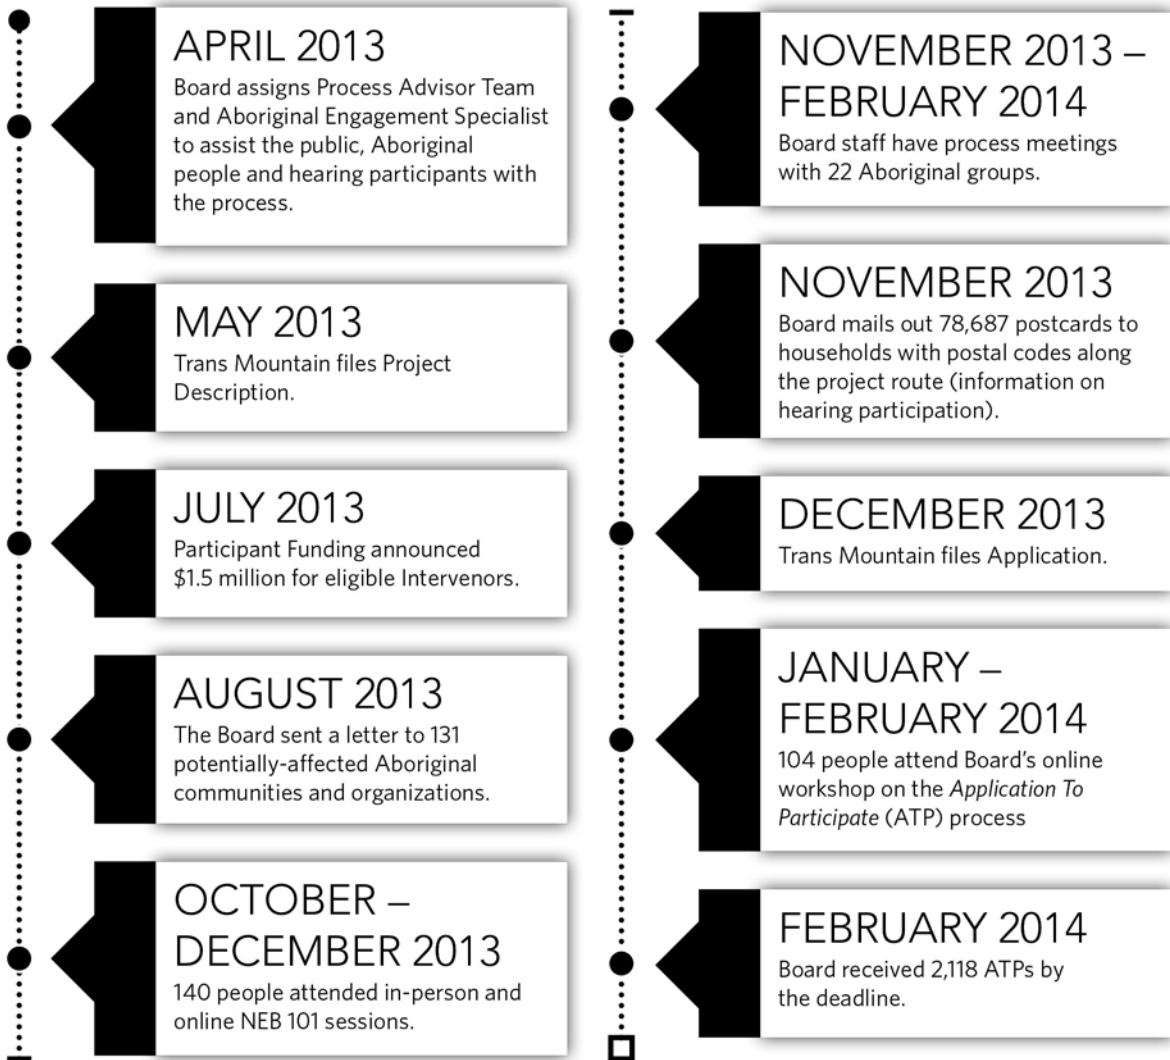 APRIL 2013
Board assigns Process Advisor Team
and Aboriginal Engagement Specialist
to assist the public, Aboriginal
people and hearing participants with
the process.
MAY 2013
Trans Mountain files Project
Description.
JULY 2013
Participant Funding announced
$1.5 million for eligible Intervenors.
AUGUST 2013
The Board sent a letter to 131
potentially-affected Aboriginal
communities and organizations.
OCTOBER –
DECEMBER 2013
140 people attended in-person and
online NEB 101 sessions.
NOVEMBER 2013 –
FEBRUARY 2014
Board staff have process meetings
with 22 Aboriginal groups.
NOVEMBER 2013
Board mails out 78,687 postcards to
households with postal codes along
the project route (information on
hearing participation).
DECEMBER 2013
Trans Mountain files Application.
JANUARY –
FEBRUARY 2014
104 people attend Board’s online
workshop on the Application To
Participate (ATP) process
FEBRUARY 2014
Board received 2,118 ATPs by
the deadline.